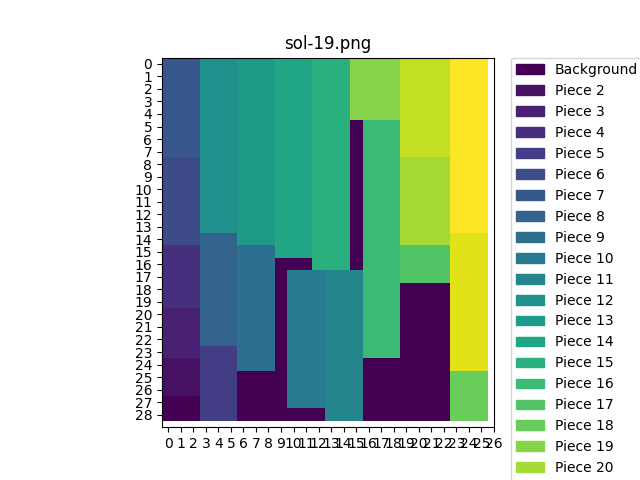 sol-19.png
0
1
2
3
4
5
6
7
8
9
10
11
12
13
14
15
16
17
18
19
20
21
22
23
24
25
26
27
28
0 1 2 3 4 5 6 7 8 9 10 11 12 13 14 15 16 17 18 19 20 21 22 23 24 25 26
Background
Piece 2
Piece 3
Piece 4
Piece 5
Piece 6
Piece 7
Piece 8
Piece 9
Piece 10
Piece 11
Piece 12
Piece 13
Piece 14
Piece 15
Piece 16
Piece 17
Piece 18
Piece 19
Piece 20